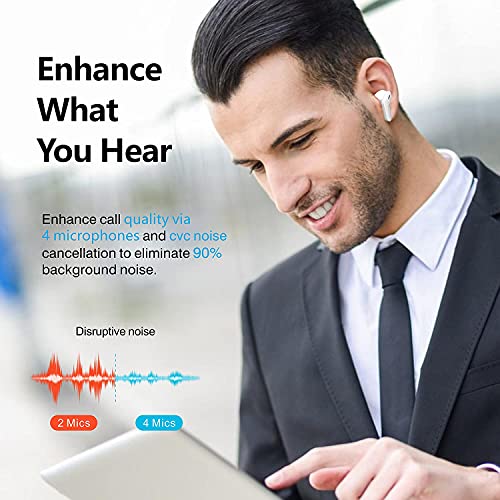 Enhance
What
You Hear
Enhance call quality via
4 microphones and cvc noise
cancellation to eliminate 90%
background noise.
Disruptive noise
2 Mics
4 Mics